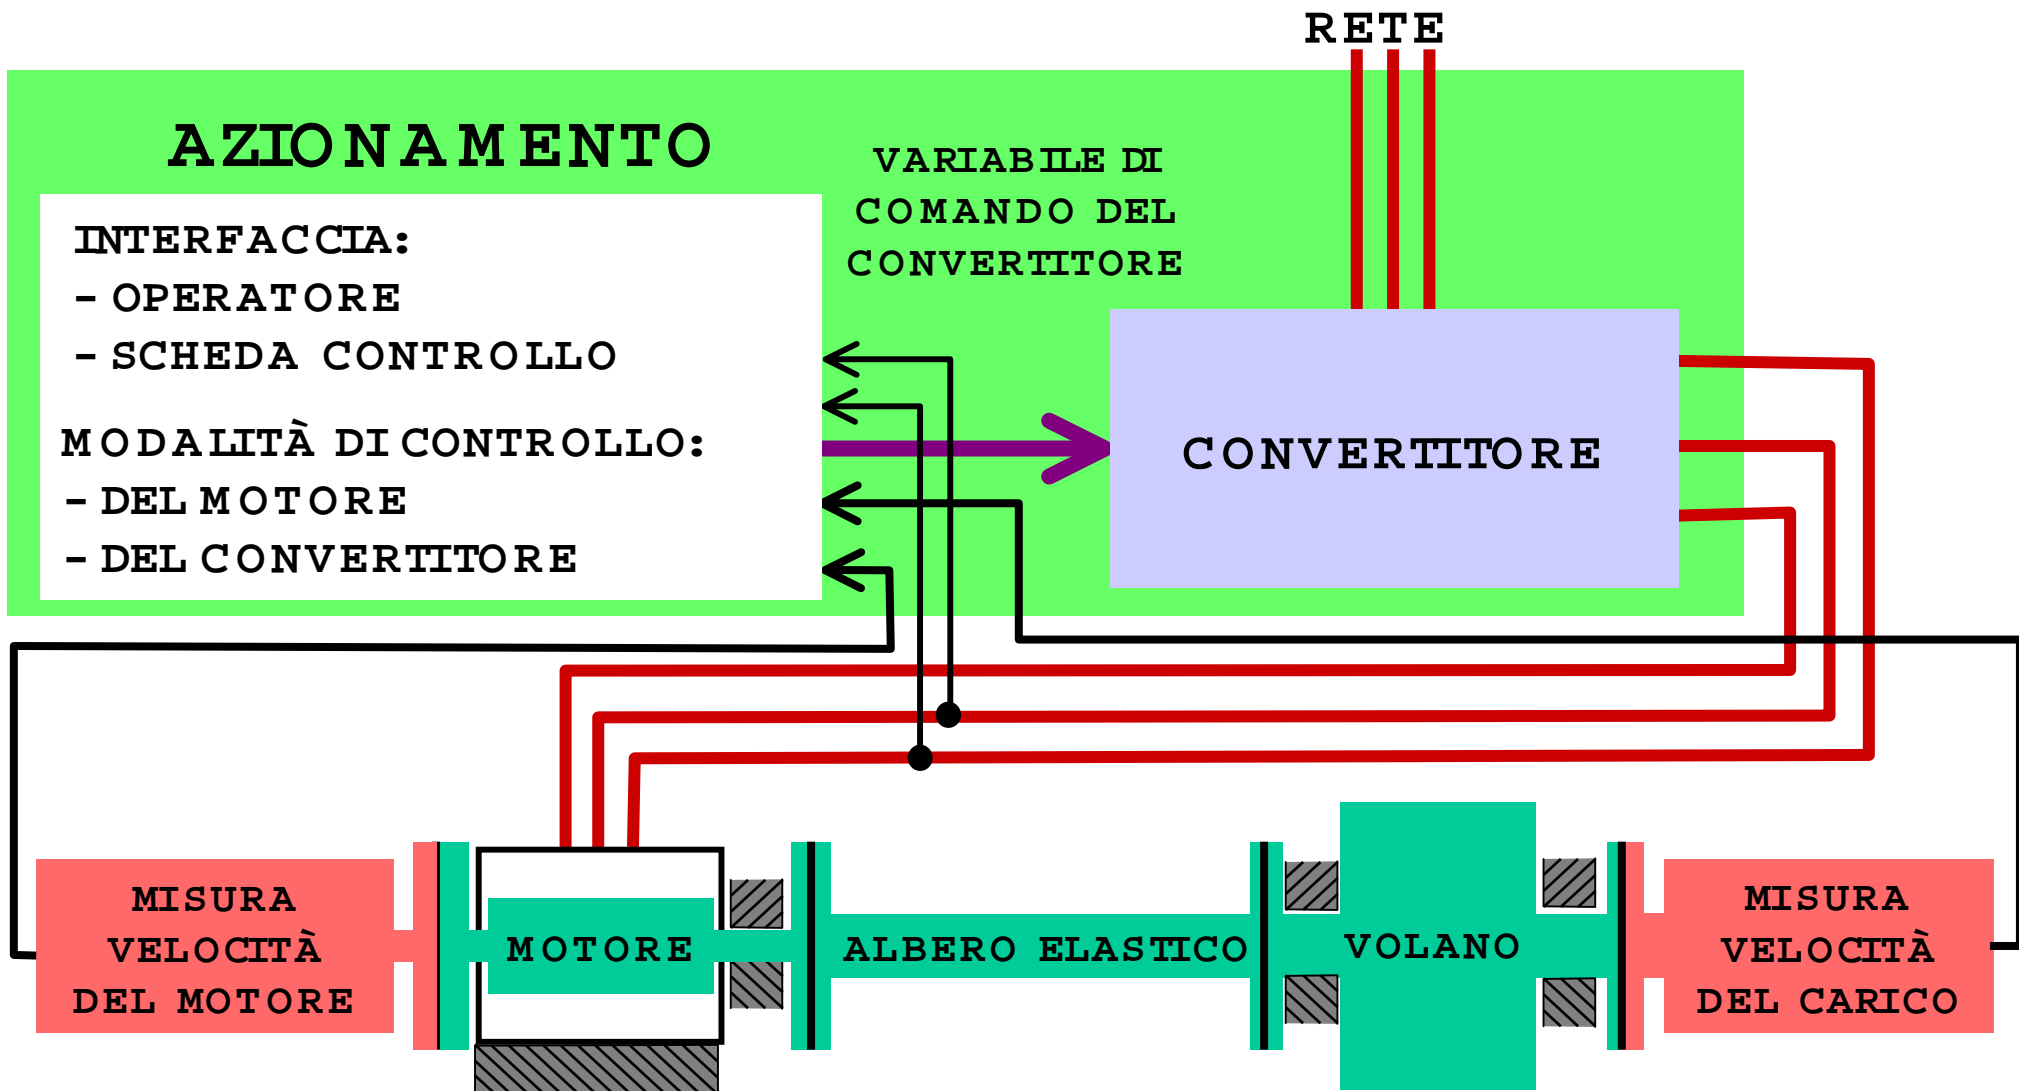 RETE
AZIONAMENTO
VARIABILE DI
COMANDO DEL
CONVERTITORE
INTERFACCIA:
- OPERATORE
- SCHEDA CONTROLLO
MODALITÀ DI CONTROLLO:
- DEL MOTORE
- DEL CONVERTITORE
CONVERTITORE
MISURA
VELOCITÀ
DEL MOTORE
MOTORE
ALBERO ELASTICO
VOLANO
MISURA
VELOCITÀ
DEL CARICO